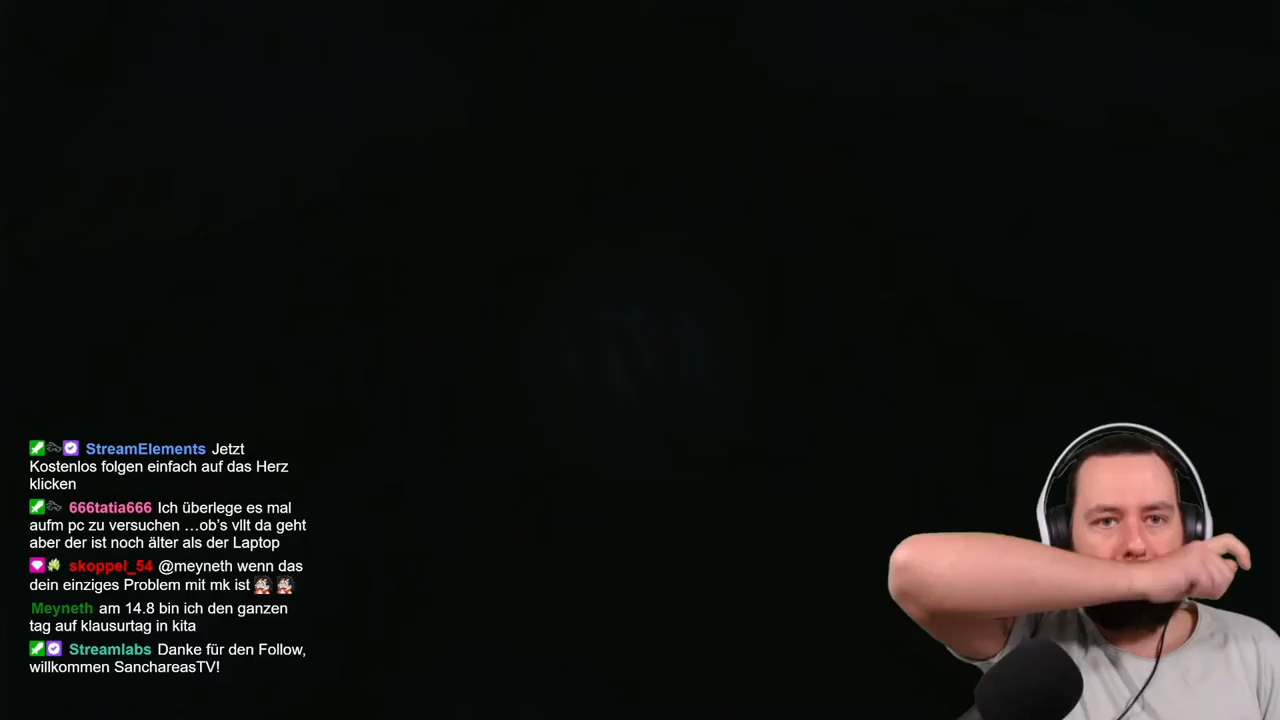 StreamElements Jetzt
Kostenlos folgen einfach auf das Herz
klicken
666tatia666 Ich überlege es mal
aufm pc zu versuchen …ob's vllt da geht
aber der ist noch älter als der Laptop
skoppel_54 @meyneth wenn das
dein einziges Problem mit mk ist
Meyneth am 14.8 bin ich den ganzen
tag auf klausurtag in kita
Streamlabs Danke für den Follow,
willkommen SanchareasTV!